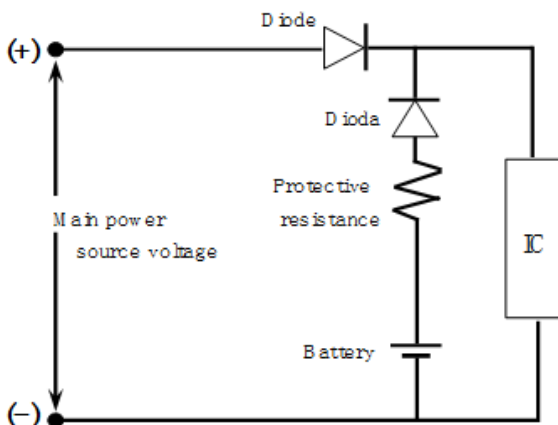 Diode
(+)
Dioda
Protective
resistance
Main power
source voltage
IC
Battery
(−)